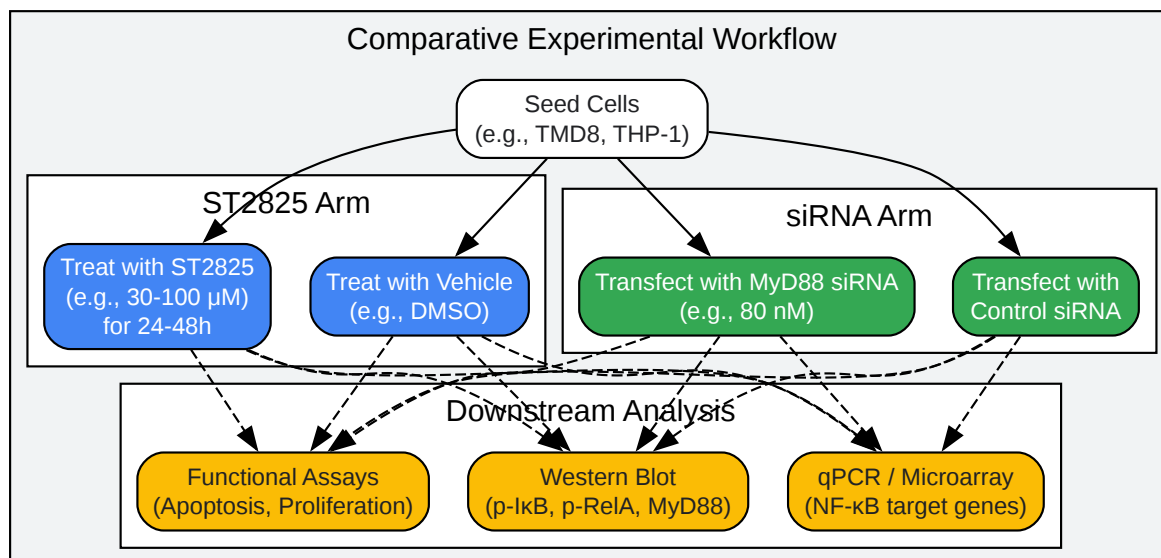 Comparative Experimental Workflow
Seed Cells
(e.g., TMD8, THP-1)
ST2825 Arm
siRNA Arm
Treat with ST2825
(e.g., 30-100 μM)
for 24-48h
Treat with Vehicle
(e.g., DMSO)
Transfect with MyD88 siRNA
(e.g., 80 nM)
Transfect with
Control siRNA
Downstream Analysis
Functional Assays
(Apoptosis, Proliferation)
Western Blot
(p-IκB, p-RelA, MyD88)
qPCR / Microarray
(NF-κB target genes)